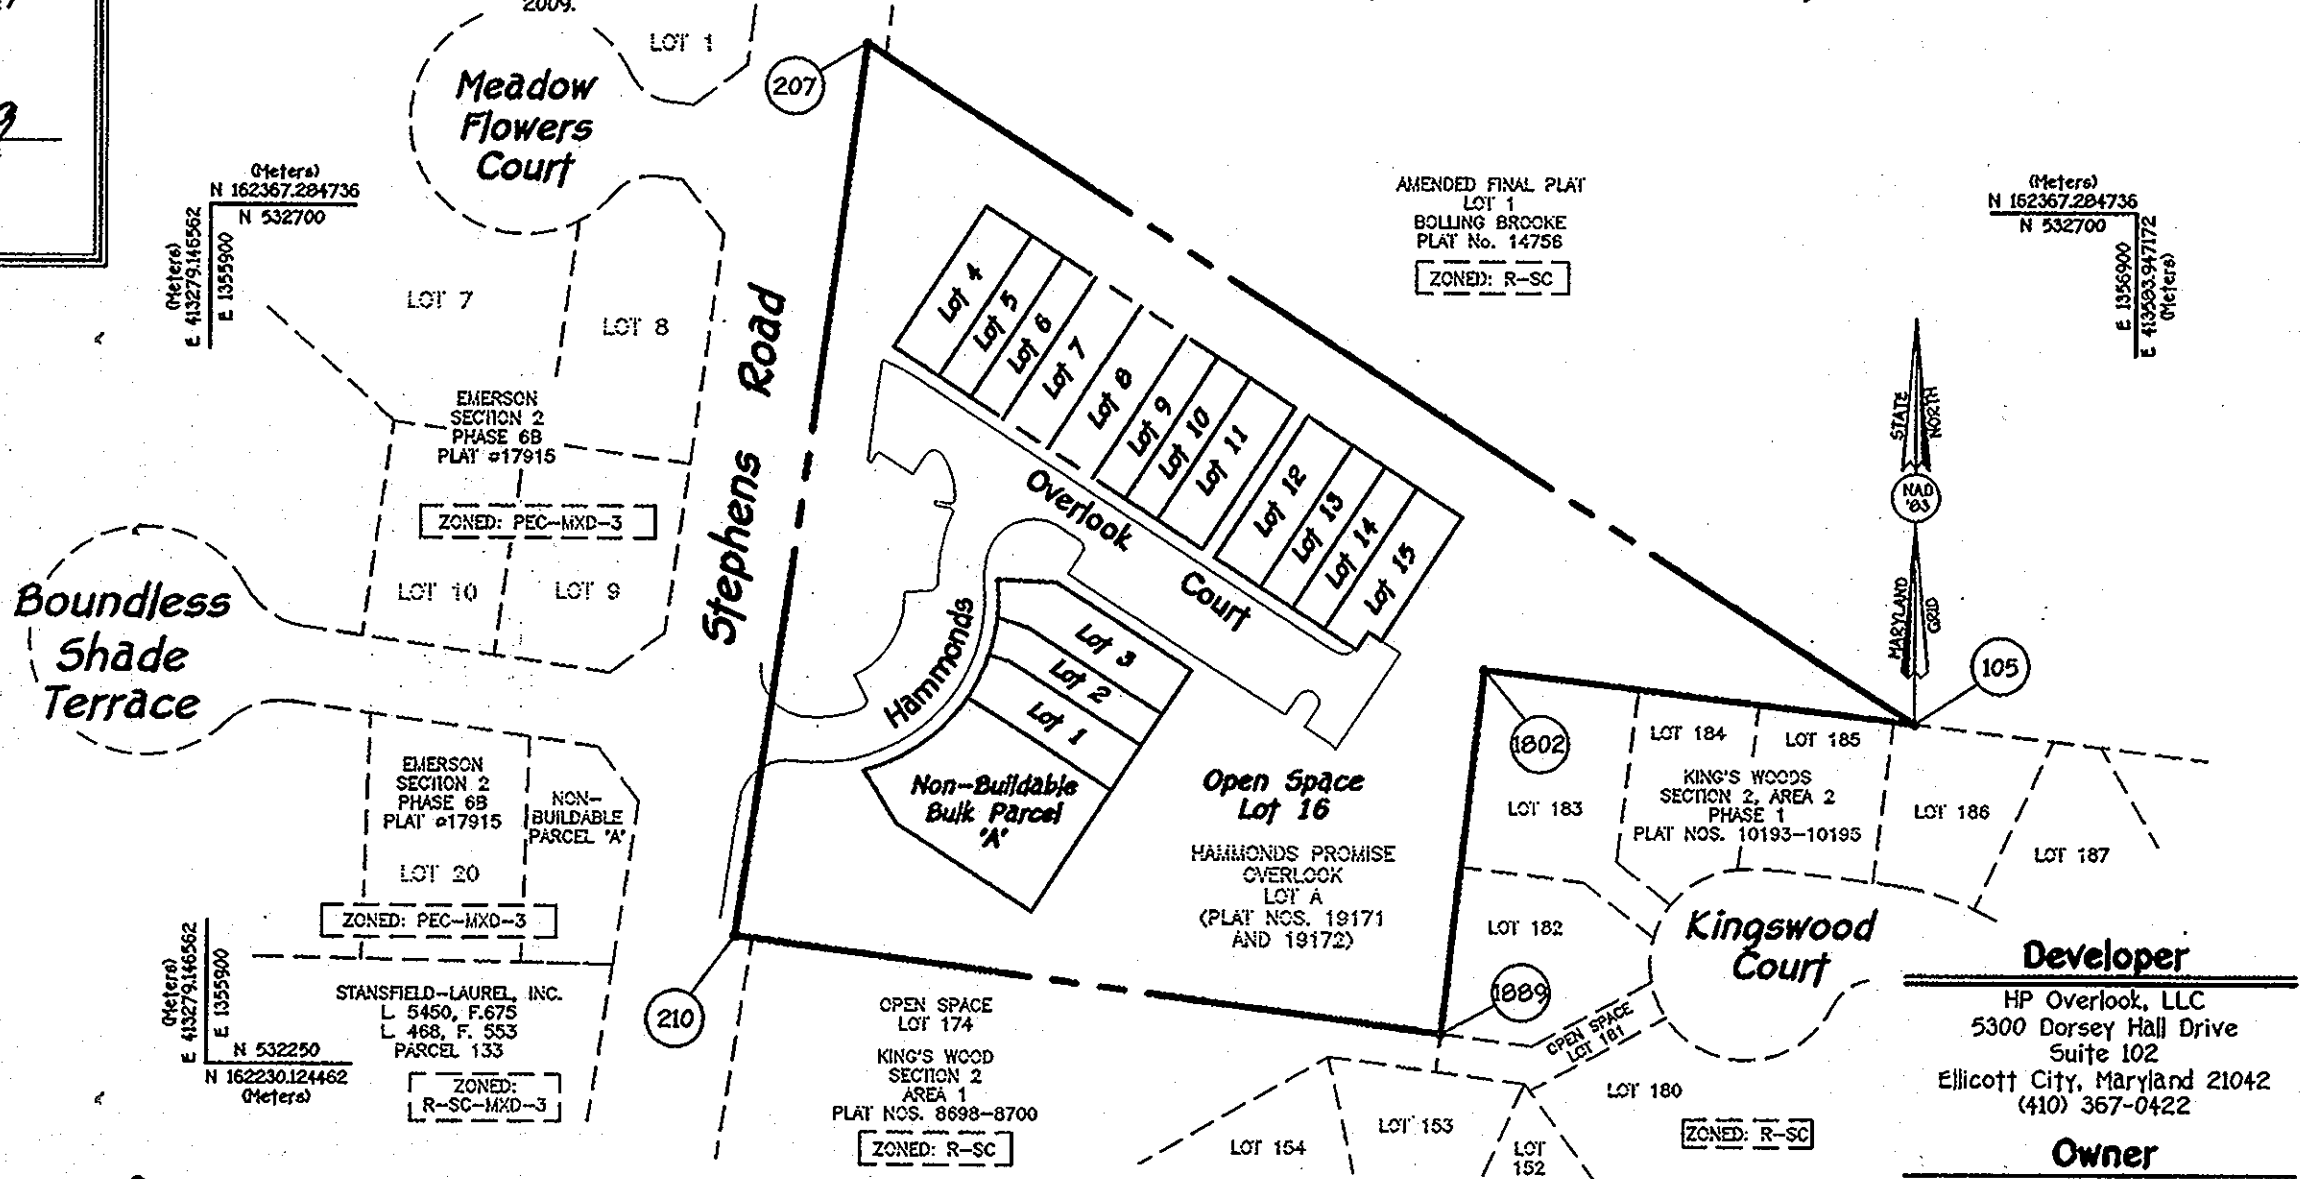 2009.
LOT 1
Meadow
Flowers
Court
207
(Meters)
N 162367.284736
N 532700
E 413279.146562
(Meters)
E 1355900
AMENDED FINAL PLAT
LOT 1
BOLLING BROOKE
PLAT No. 14756
ZONED: R-SC
(Meters)
N 162367.284736
N 532700
E 1356900
E 413583.947172
(Meters)
LOT 7
LOT 8
Stephens Road
Lot 4
Lot 5
Lot 6
Lot 7
Lot 8
Lot 9
Lot 10
Lot 11
Lot 12
Lot 13
Lot 14
Lot 15
EMERSON
SECTION 2
PHASE 6B
PLAT #17915
ZONED: PEC-MXD-3
LOT 10
LOT 9
Boundless
Shade
Terrace
Hammonds
Overlook
Court
STATE
NORTH
NAD
'83
MARYLAND
GRID
105
Lot 3
Lot 2
Lot 1
Non-Buildable
Bulk Parcel
'A'
Open Space
Lot 16
HAMMONDS PROMISE
OVERLOOK
LOT A
(PLAT NOS. 19171
AND 19172)
1802
LOT 184
LOT 185
LOT 183
KING'S WOODS
SECTION 2, AREA 2
PHASE 1
PLAT NOS. 10193-10195
LOT 186
LOT 187
LOT 182
Kingswood
Court
1889
OPEN SPACE
LOT 181
LOT 180
ZONED: R-SC
EMERSON
SECTION 2
PHASE 6B
PLAT #17915
LOT 20
NON-
BUILDABLE
PARCEL 'A'
ZONED: PEC-MXD-3
(Meters)
E 413279.146562
E 1355900
N 532250
N 162230.124462
(Meters)
STANSFIELD-LAUREL, INC.
L. 5450, F.675
L. 468, F. 553
PARCEL 133
ZONED:
R-SC-MXD-3
210
OPEN SPACE
LOT 174
KING'S WOOD
SECTION 2
AREA 1
PLAT NOS. 8698-8700
ZONED: R-SC
LOT 154
LOT 153
LOT
152
Developer
HP Overlook, LLC
5300 Dorsey Hall Drive
Suite 102
Ellicott City, Maryland 21042
(410) 367-0422
Owner